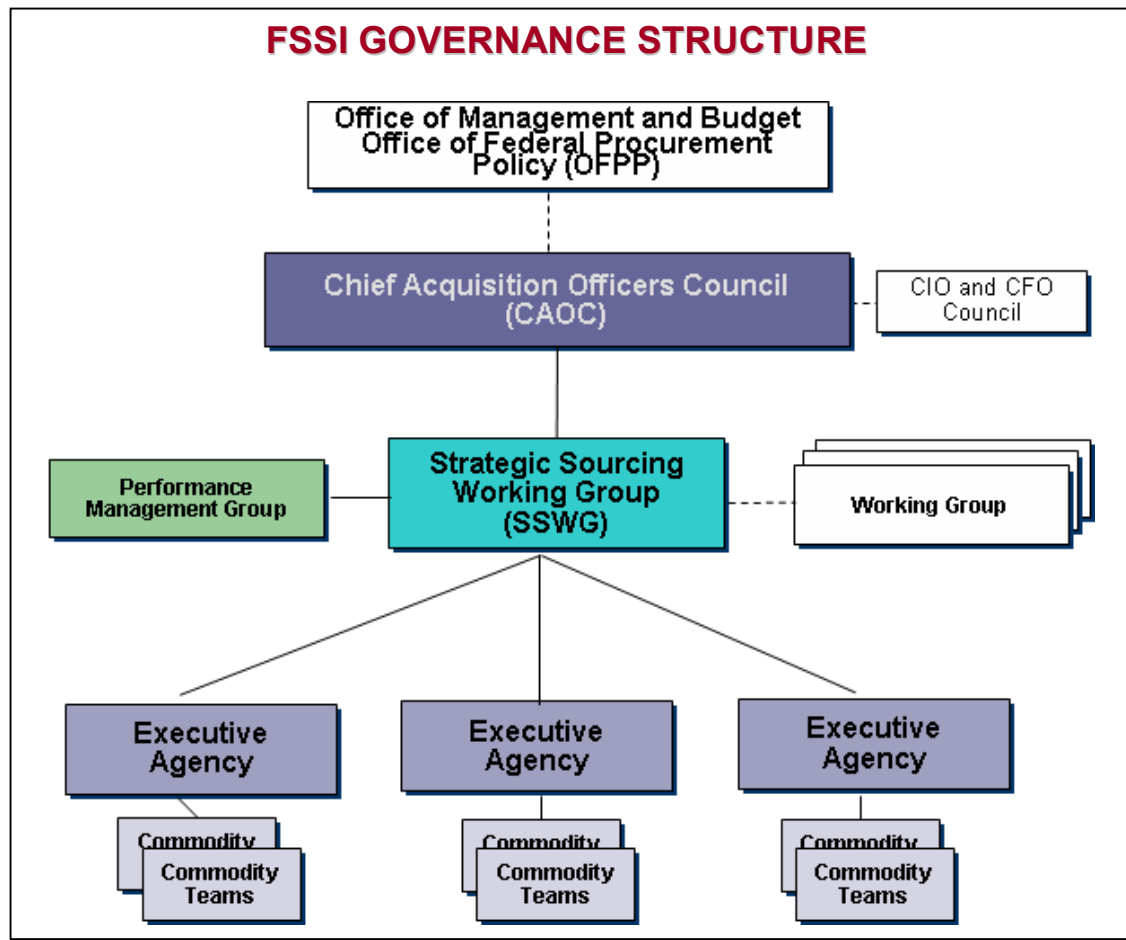 FSSI GOVERNANCE STRUCTURE
Office of Management and Budget
Office of Federal Procurement
Policy (OFPP)
Chief Acquisition Officers Council
(CAOC)
CIO and CFO
Council
Strategic Sourcing
Working Group
(SSWG)
Performance
Management Group
Working Group
Executive
Agency
Executive
Agency
Executive
Agency
Commodity
Commodity
Teams
Commodity
Commodity
Teams
Commodity
Commodity
Teams